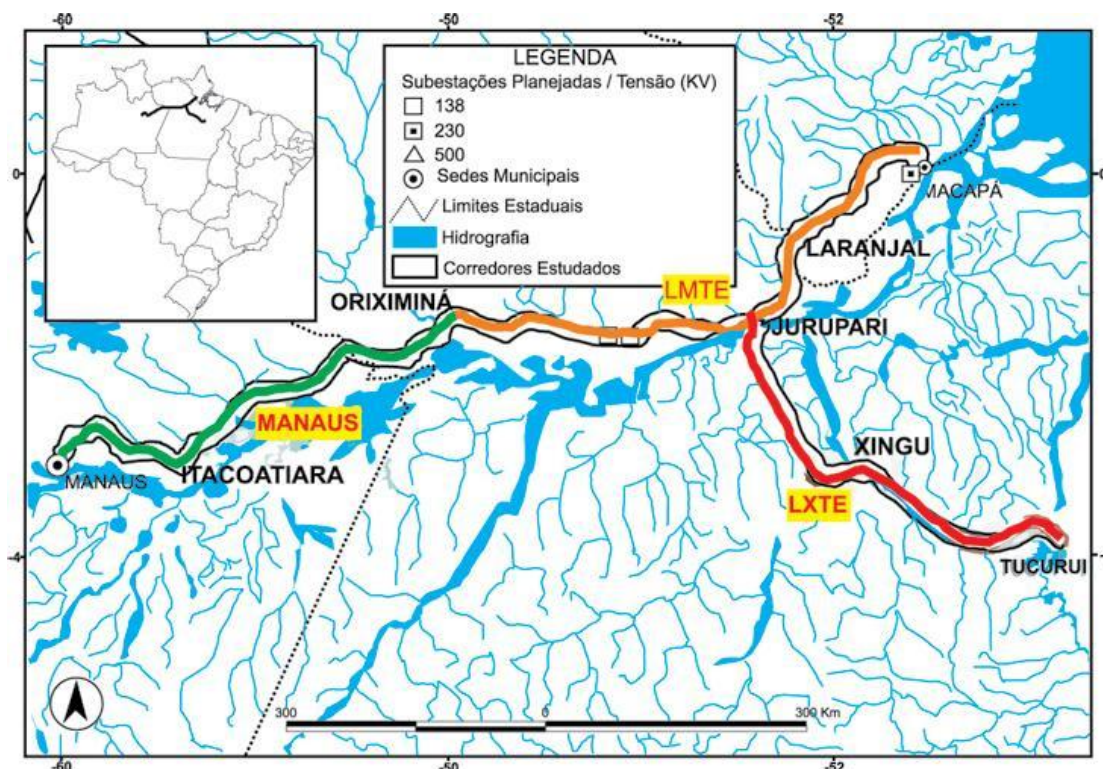 -60
-50
-52
LEGENDA
Subestações Planejadas / Tensão (KV)
138
230
500
Sedes Municipais
Limites Estaduais
Hidrografia
Corredores Estudados
0
0
MACAPÁ
LARANJAL
LMTE
ORIXIMINÁ
JURUPARI
MANAUS
XINGU
MANAUS
ITACOATIARA
LXTE
-4
-4
TUCURUI
300
0
300 Km
-60
-50
-52